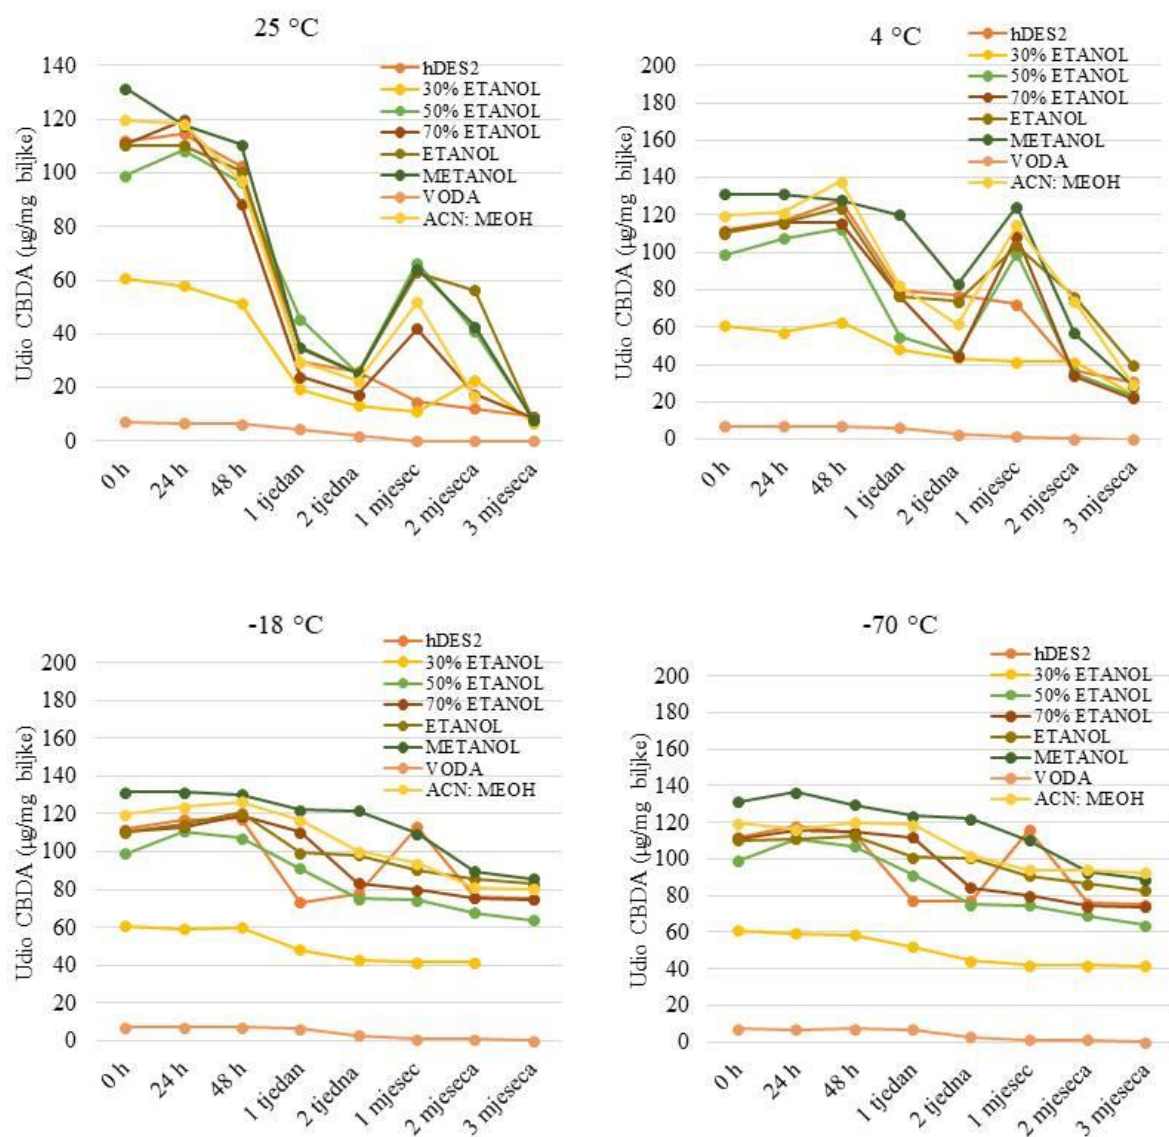 25 °C
Udio CBDA (µg/mg biljke)
140
120
100
80
60
40
20
0
hDES2
30% ETANOL
50% ETANOL
70% ETANOL
ETANOL
METANOL
VODA
ACN: MEOH
0 h
24 h
48 h
1 tjedan
2 tjedna
1 mjesec
2 mjeseca
3 mjeseca
4 °C
Udio CBDA (µg/mg biljke)
200
180
160
140
120
100
80
60
40
20
0
hDES2
30% ETANOL
50% ETANOL
70% ETANOL
ETANOL
METANOL
VODA
ACN: MEOH
0 h
24 h
48 h
1 tjedan
2 tjedna
1 mjesec
2 mjeseca
3 mjeseca
-18 °C
Udio CBDA (µg/mg biljke)
200
180
160
140
120
100
80
60
40
20
0
hDES2
30% ETANOL
50% ETANOL
70% ETANOL
ETANOL
METANOL
VODA
ACN: MEOH
0 h
24 h
48 h
1 tjedan
2 tjedna
1 mjesec
2 mjeseca
3 mjeseca
-70 °C
Udio CBDA (µg/mg biljke)
200
180
160
140
120
100
80
60
40
20
0
hDES2
30% ETANOL
50% ETANOL
70% ETANOL
ETANOL
METANOL
VODA
ACN: MEOH
0 h
24 h
48 h
1 tjedan
2 tjedna
1 mjesec
2 mjeseca
3 mjeseca